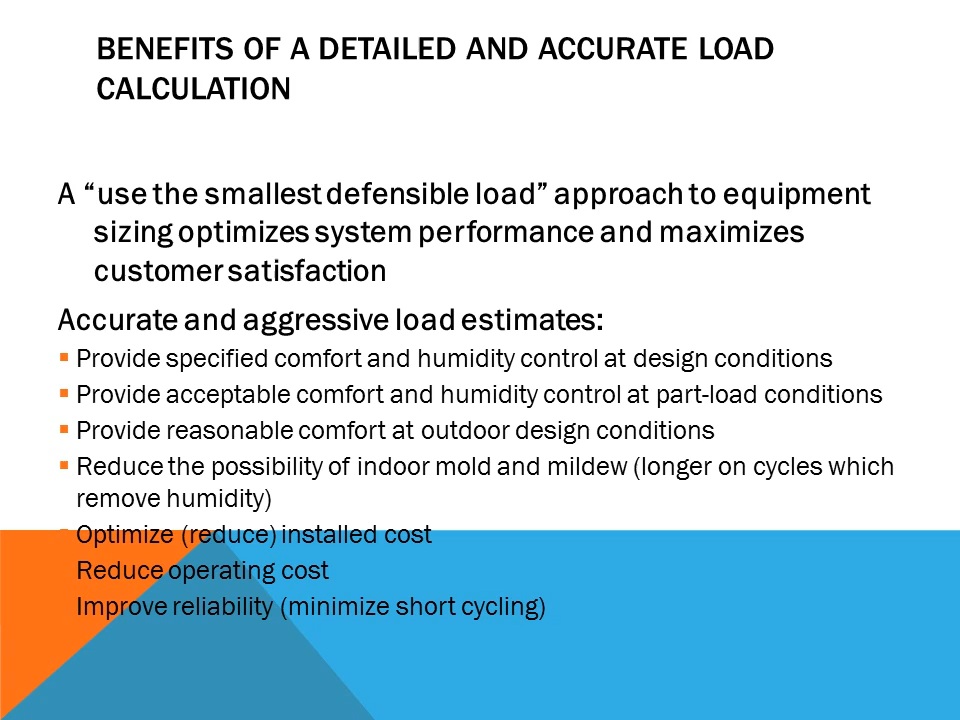 BENEFITS OF A DETAILED AND ACCURATE LOAD
CALCULATION
A “use the smallest defensible load” approach to equipment
sizing optimizes system performance and maximizes
customer satisfaction
Accurate and aggressive load estimates:
Provide specified comfort and humidity control at design conditions
Provide acceptable comfort and humidity control at part-load conditions
Provide reasonable comfort at outdoor design conditions
Reduce the possibility of indoor mold and mildew (longer on cycles which
remove humidity)
Optimize (reduce) installed cost
Reduce operating cost
Improve reliability (minimize short cycling)